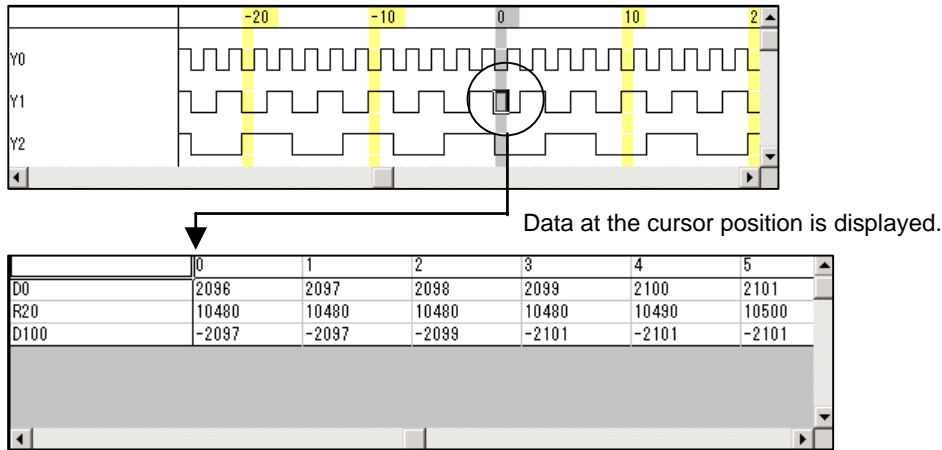 -20 -10 0 10 2
Y0
Y1
Y2
Data at the cursor position is displayed.
0 1 2 3 4 5
D0 2096 2097 2098 2099 2100 2101
R20 10480 10480 10480 10480 10490 10500
D100 -2097 -2097 -2099 -2101 -2101 -2101